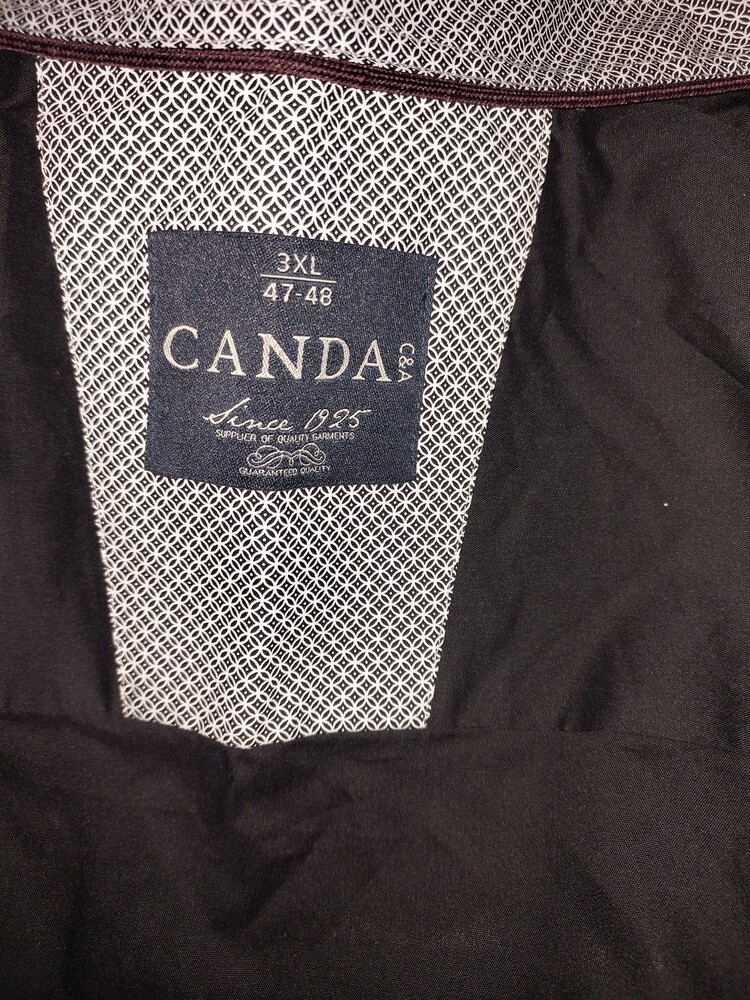 3XL
47-48
CANDA
C&A
Since 1925
SUPPLIER OF QUALITY GARMENTS
GUARANTEED QUALITY